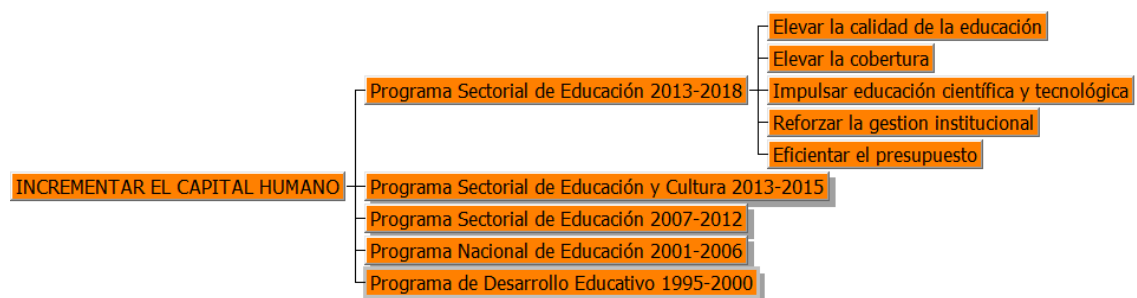 Elevar la calidad de la educación
Elevar la cobertura
Programa Sectorial de Educación 2013-2018
Impulsar educación científica y tecnológica
Reforzar la gestion institucional
Eficientar el presupuesto
INCREMENTAR EL CAPITAL HUMANO
Programa Sectorial de Educación y Cultura 2013-2015
Programa Sectorial de Educación 2007-2012
Programa Nacional de Educación 2001-2006
Programa de Desarrollo Educativo 1995-2000